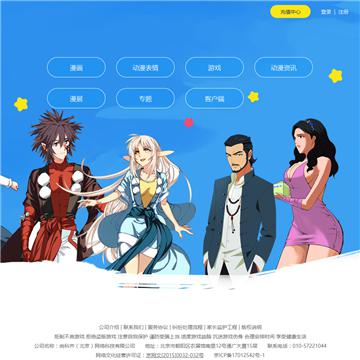 充值中心 登录 | 注册
漫画 动漫表情 游戏 动漫资讯
漫展 专题 客户端
公司介绍 | 联系我们 | 服务协议 | 纠纷处理流程 | 家长监护工程 | 版权说明
抵制不良游戏 拒绝盗版游戏 注意自我保护 谨防受骗上当 适度游戏益脑 沉迷游戏伤身 合理安排时间 享受健康生活
公司名称：尚科齐（北京）网络科技有限公司 地址：北京市朝阳区农展馆南里12号通广大厦15层 联系电话：010-57221044
网络文化经营许可证：京网文(2015)0032-032号 京ICP备17012542号-1